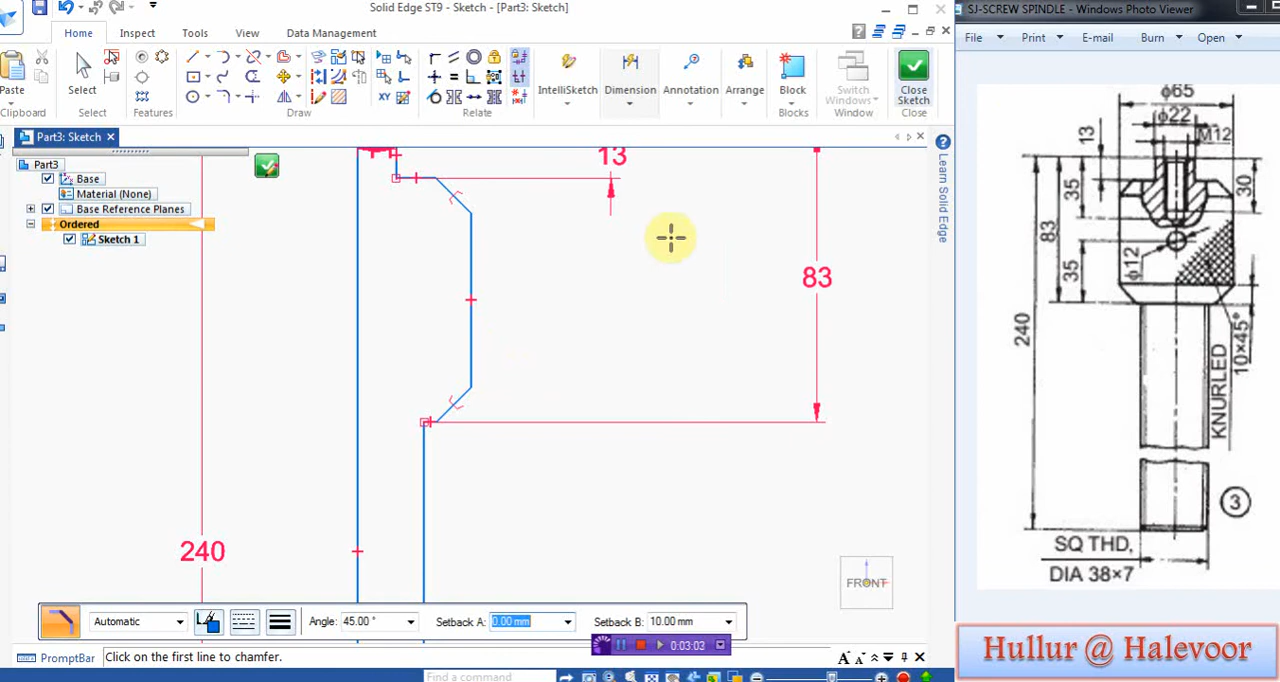 Solid Edge ST9 - Sketch - [Part3: Sketch]
Home
Inspect
Tools
View
Data Management
Paste
Select
IntelliSketch
Dimension
Annotation
Arrange
Block
Switch Windows
Close Sketch
Clipboard
Select
Features
Draw
Relate
Blocks
Window
Close
Part3: Sketch
Part3
Base
Material (None)
Base Reference Planes
Ordered
Sketch 1
13
83
240
FRONT
Learn Solid Edge
Automatic
Angle: 45.00 °
Setback A: 0.00 mm
Setback B: 10.00 mm
0:03:03
PromptBar
Click on the first line to chamfer.
Find a command
SJ-SCREW SPINDLE - Windows Photo Viewer
File
Print
E-mail
Burn
Open
ϕ65
ϕ22
M12
13
35
30
83
35
ϕ12
240
10×45°
KNURLED
3
SQ THD,
DIA 38×7
Hullur @ Halevoor